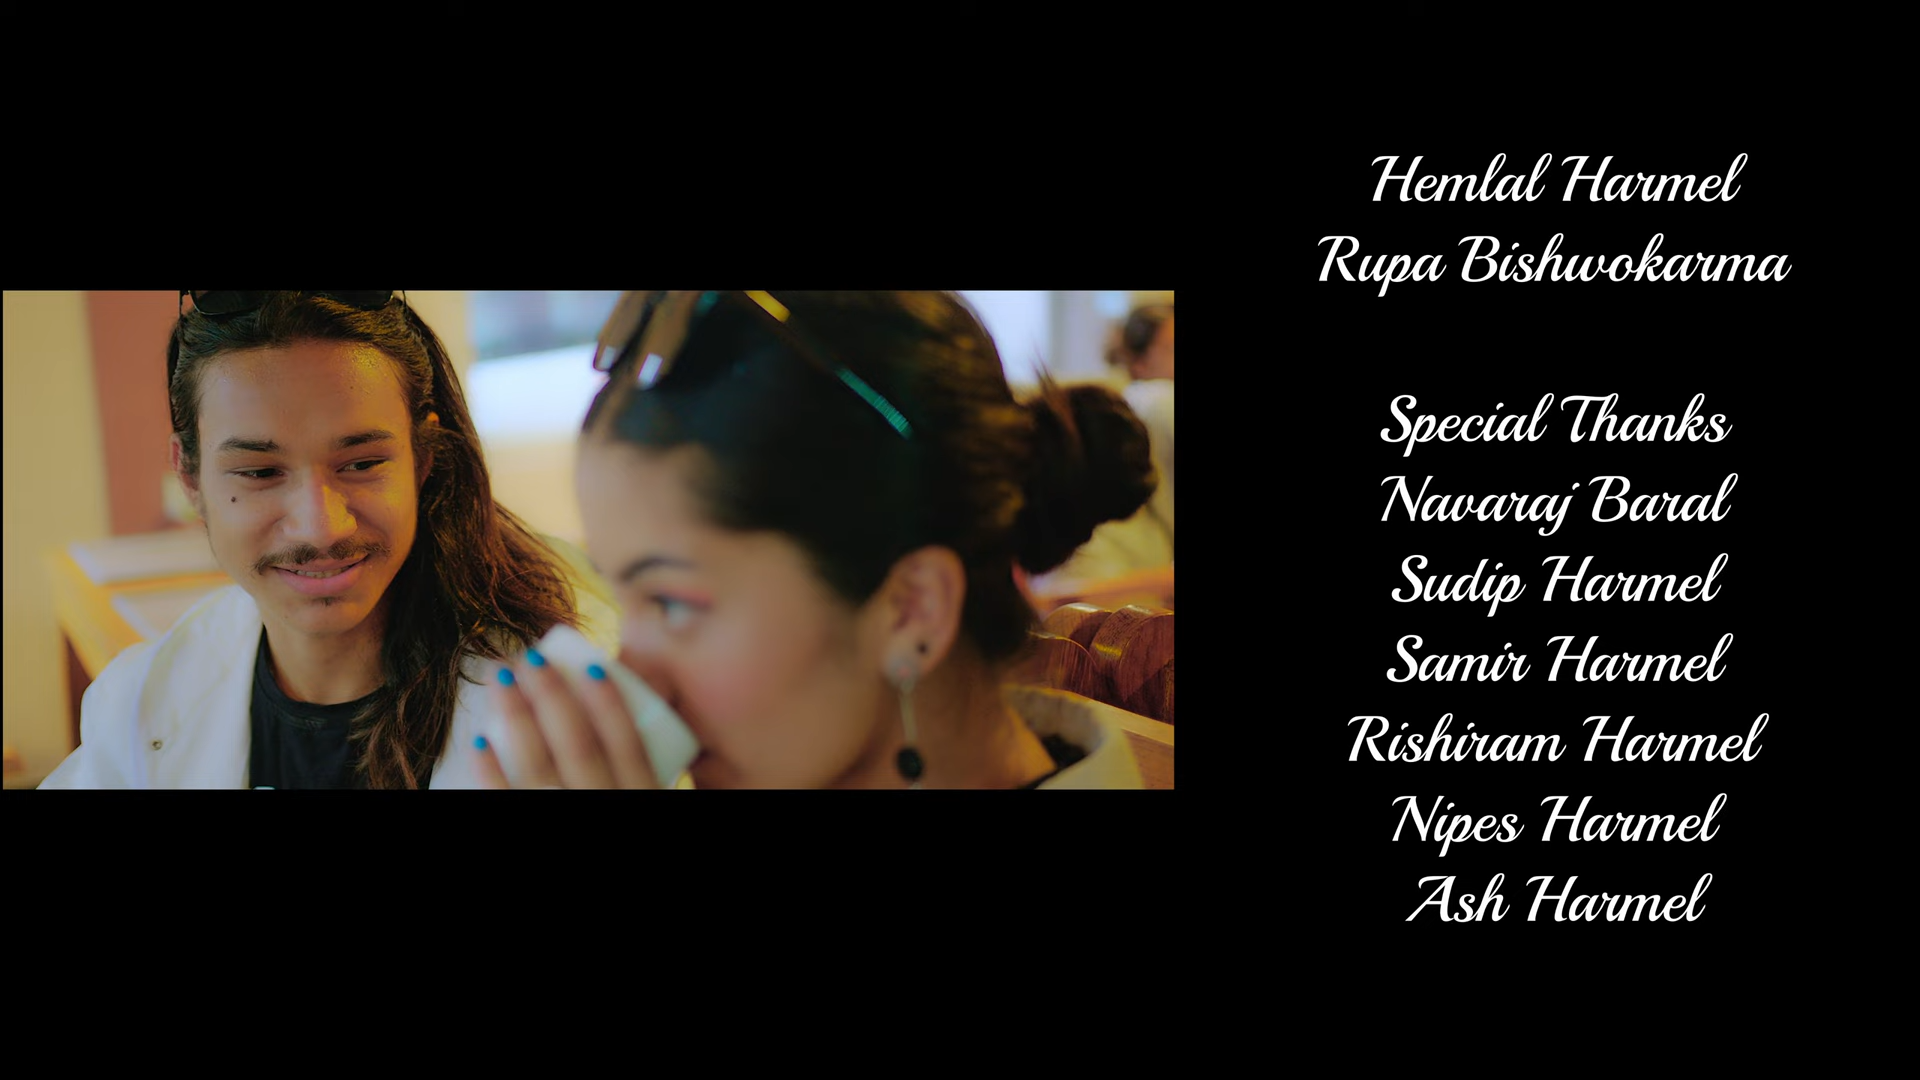 Hemlal Harmel
Rupa Bishwokarma
Special Thanks
Navaraj Baral
Sudip Harmel
Samir Harmel
Rishiram Harmel
Nipes Harmel
Ash Harmel